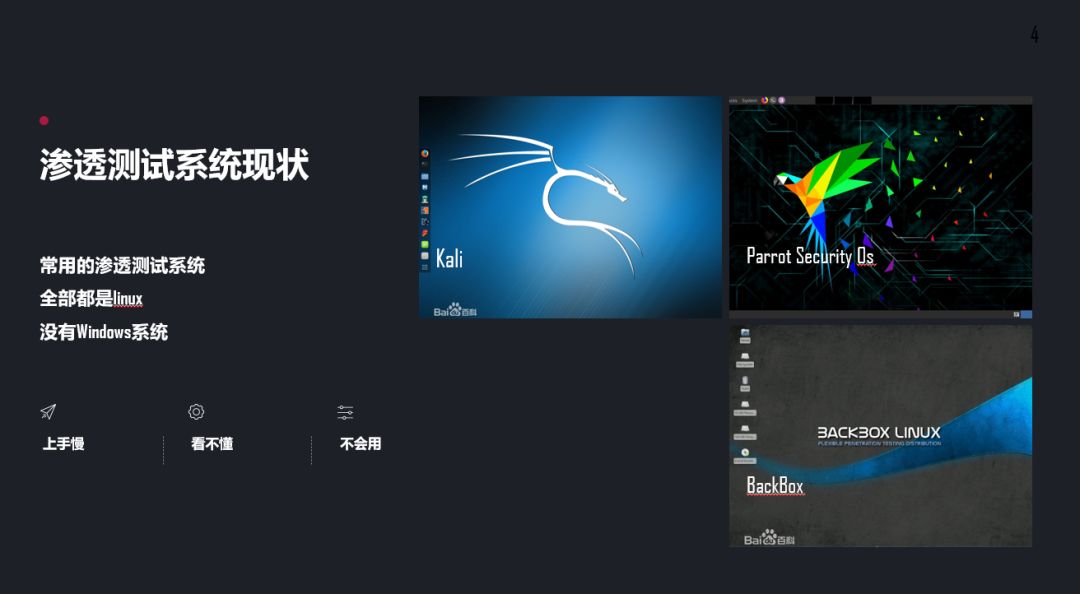 4
渗透测试系统现状
常用的渗透测试系统
全部都是linux
没有Windows系统
上手慢
看不懂
不会用
Kali
Bai百科
System
Parrot Security Os
BACKBOX LINUX
FLEXIBLE PENETRATION TESTING DISTRIBUTION
BackBox
Bai百科